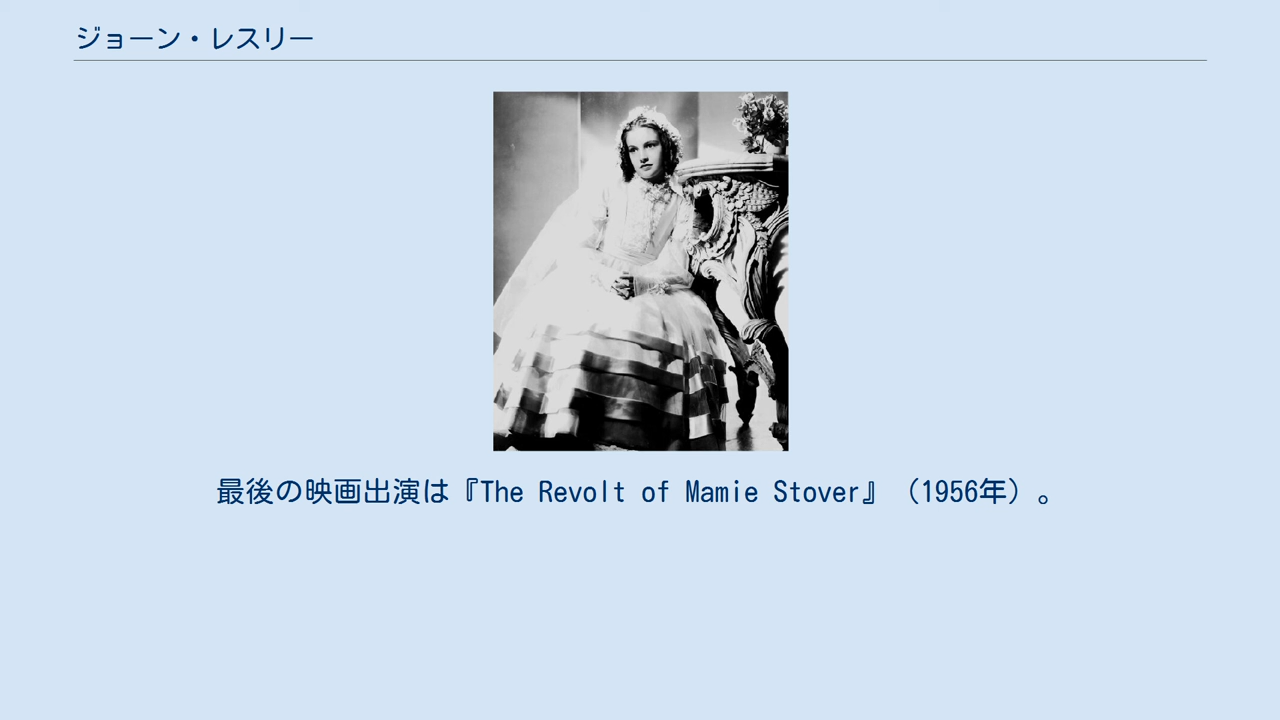 ジョーン・レスリー
最後の映画出演は『The Revolt of Mamie Stover』（1956年）。